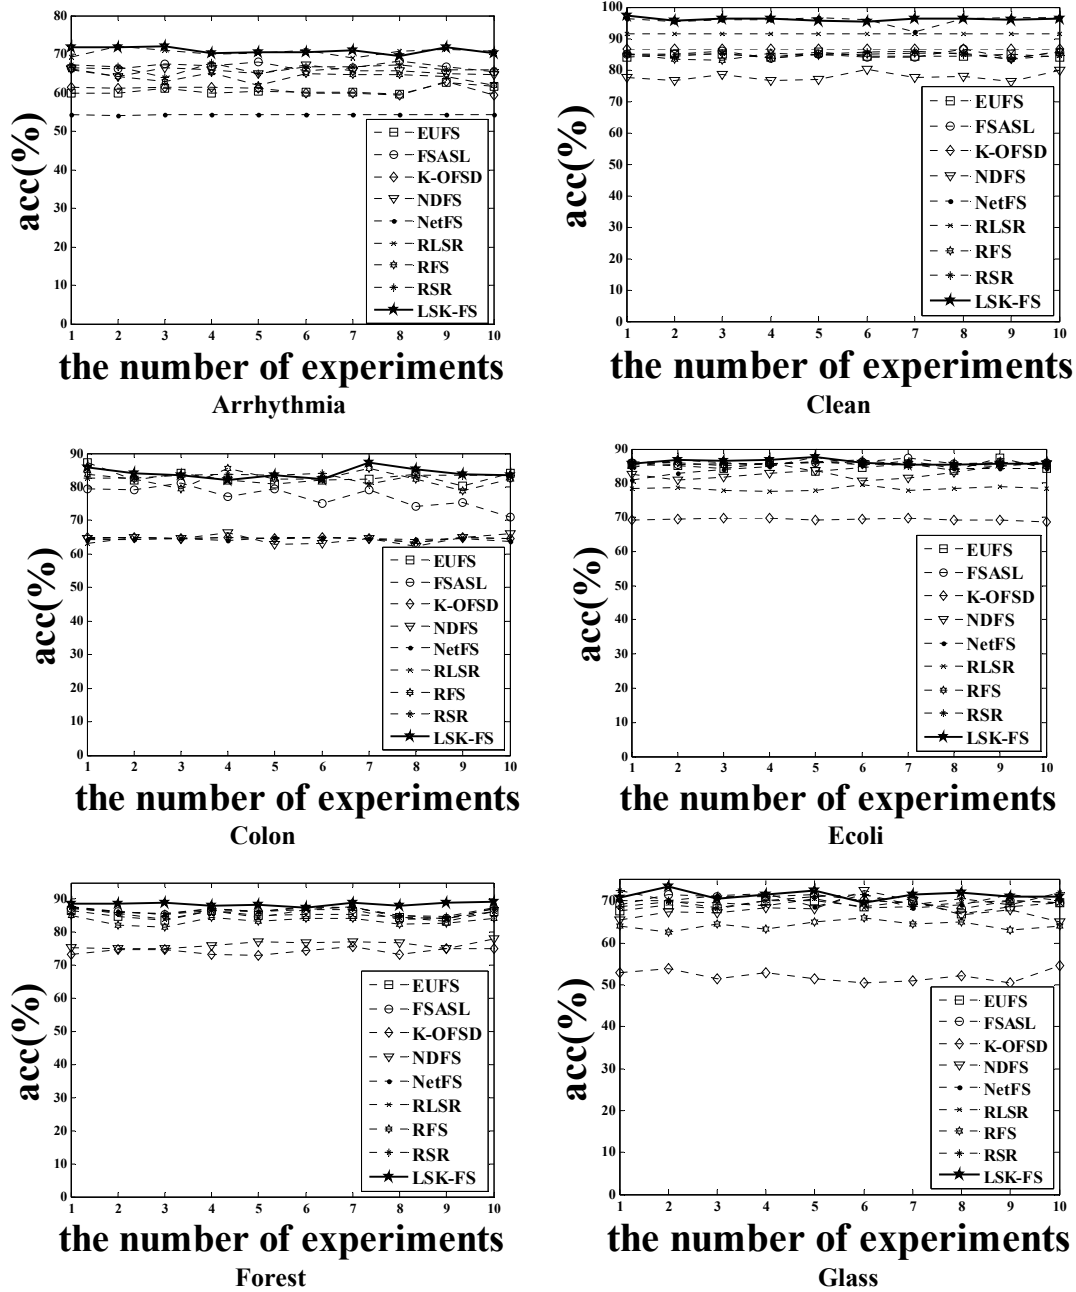 80
70
60
50
40
30
20
10
0
acc(%)
EUFS
FSASL
K-OFSD
NDFS
NetFS
RLSR
RFS
RSR
LSK-FS
1 2 3 4 5 6 7 8 9 10
the number of experiments
Arrhythmia
100
90
80
70
60
50
40
30
20
10
0
acc(%)
EUFS
FSASL
K-OFSD
NDFS
NetFS
RLSR
RFS
RSR
LSK-FS
1 2 3 4 5 6 7 8 9 10
the number of experiments
Clean
90
80
70
60
50
40
30
20
10
0
acc(%)
EUFS
FSASL
K-OFSD
NDFS
NetFS
RLSR
RFS
RSR
LSK-FS
1 2 3 4 5 6 7 8 9 10
the number of experiments
Colon
90
80
70
60
50
40
30
20
10
0
acc(%)
EUFS
FSASL
K-OFSD
NDFS
NetFS
RLSR
RFS
RSR
LSK-FS
1 2 3 4 5 6 7 8 9 10
the number of experiments
Ecoli
90
80
70
60
50
40
30
20
10
0
acc(%)
EUFS
FSASL
K-OFSD
NDFS
NetFS
RLSR
RFS
RSR
LSK-FS
1 2 3 4 5 6 7 8 9 10
the number of experiments
Forest
70
60
50
40
30
20
10
0
acc(%)
EUFS
FSASL
K-OFSD
NDFS
NetFS
RLSR
RFS
RSR
LSK-FS
1 2 3 4 5 6 7 8 9 10
the number of experiments
Glass